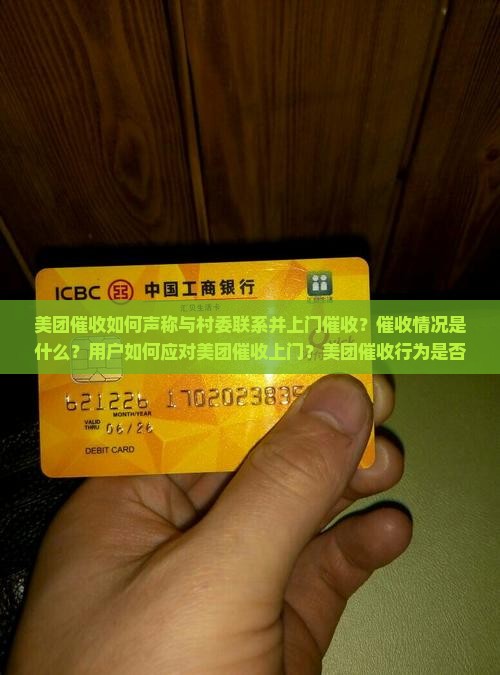 ICBC 中国工商银行
美团催收如何声称与村委联系并上门催收？催收情况是
什么？用户如何应对美团催收上门？美团催收行为是否
621226 170202383
MONTH/YEAR
VALID
THRU 06/26
DEBIT CARD